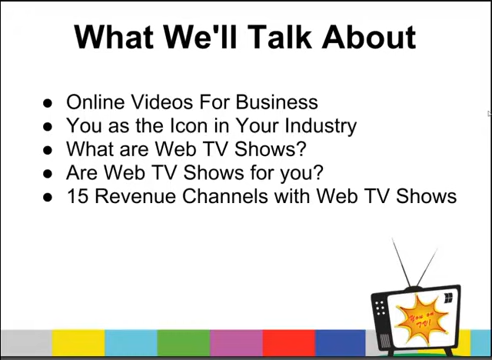 What We'll Talk About
● Online Videos For Business
● You as the Icon in Your Industry
● What are Web TV Shows?
● Are Web TV Shows for you?
● 15 Revenue Channels with Web TV Shows